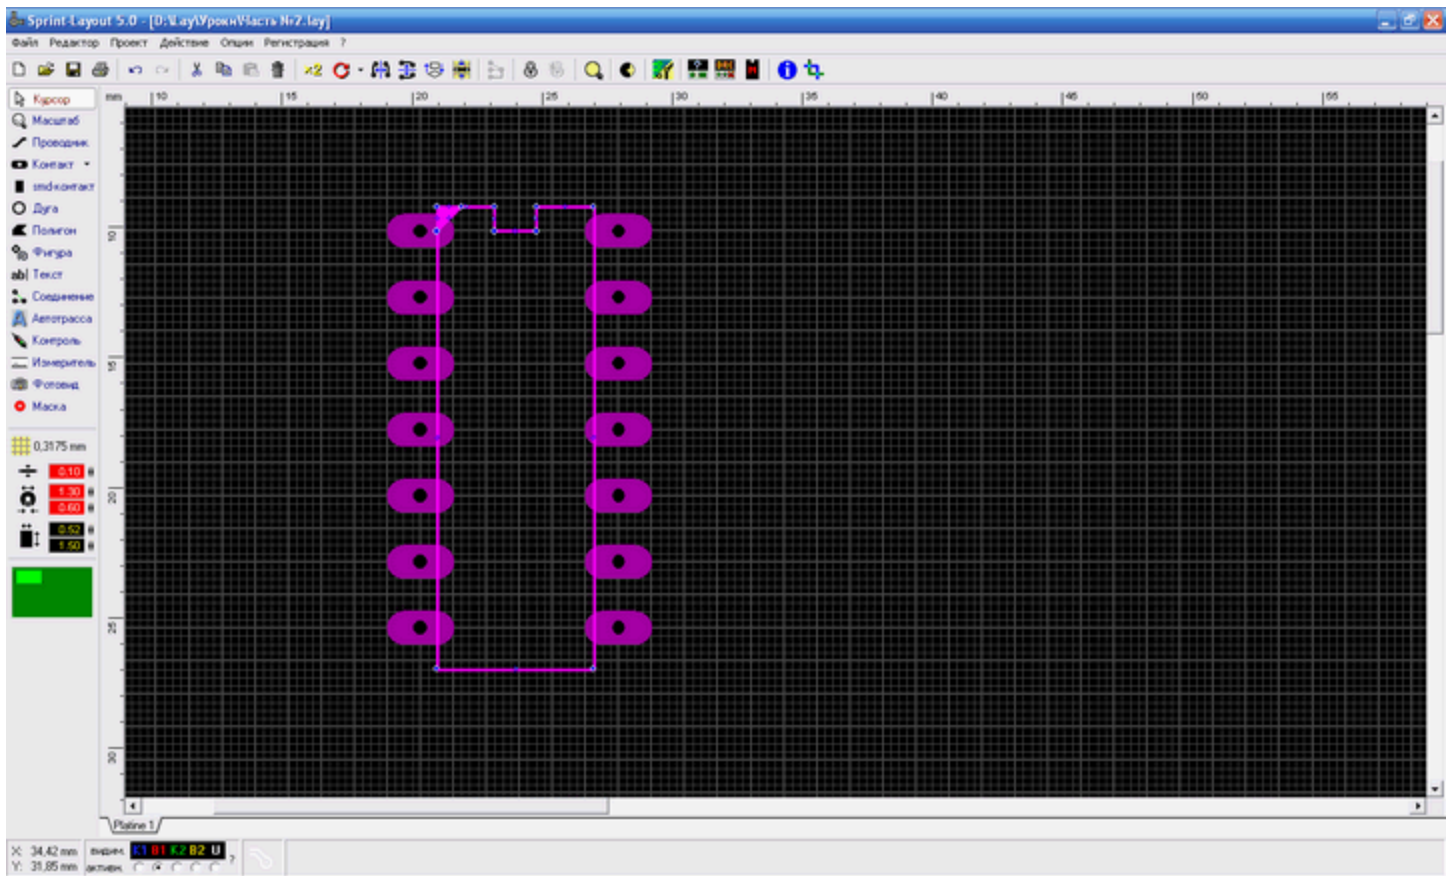 Sprint-Layout 5.0 - [D:\Lay\Уроки\Часть №7.lay]
Файл Редактор Проект Действие Опции Регистрация ?
×2
Курсор
Масштаб
Проводник
Контакт
smd-контакт
Дуга
Полигон
Фигура
ab| Текст
Соединение
Автотрасса
Контроль
Измеритель
Фотовид
Маска
0,3175 mm
0.10
1.30
0.60
0.52
1.50
mm 10 15 20 25 30 35 40 45 50 55
10
15
20
25
30
Platine 1
X: 34,42 mm
Y: 31,85 mm
видим. K1 B1 K2 B2 U
активн.
?